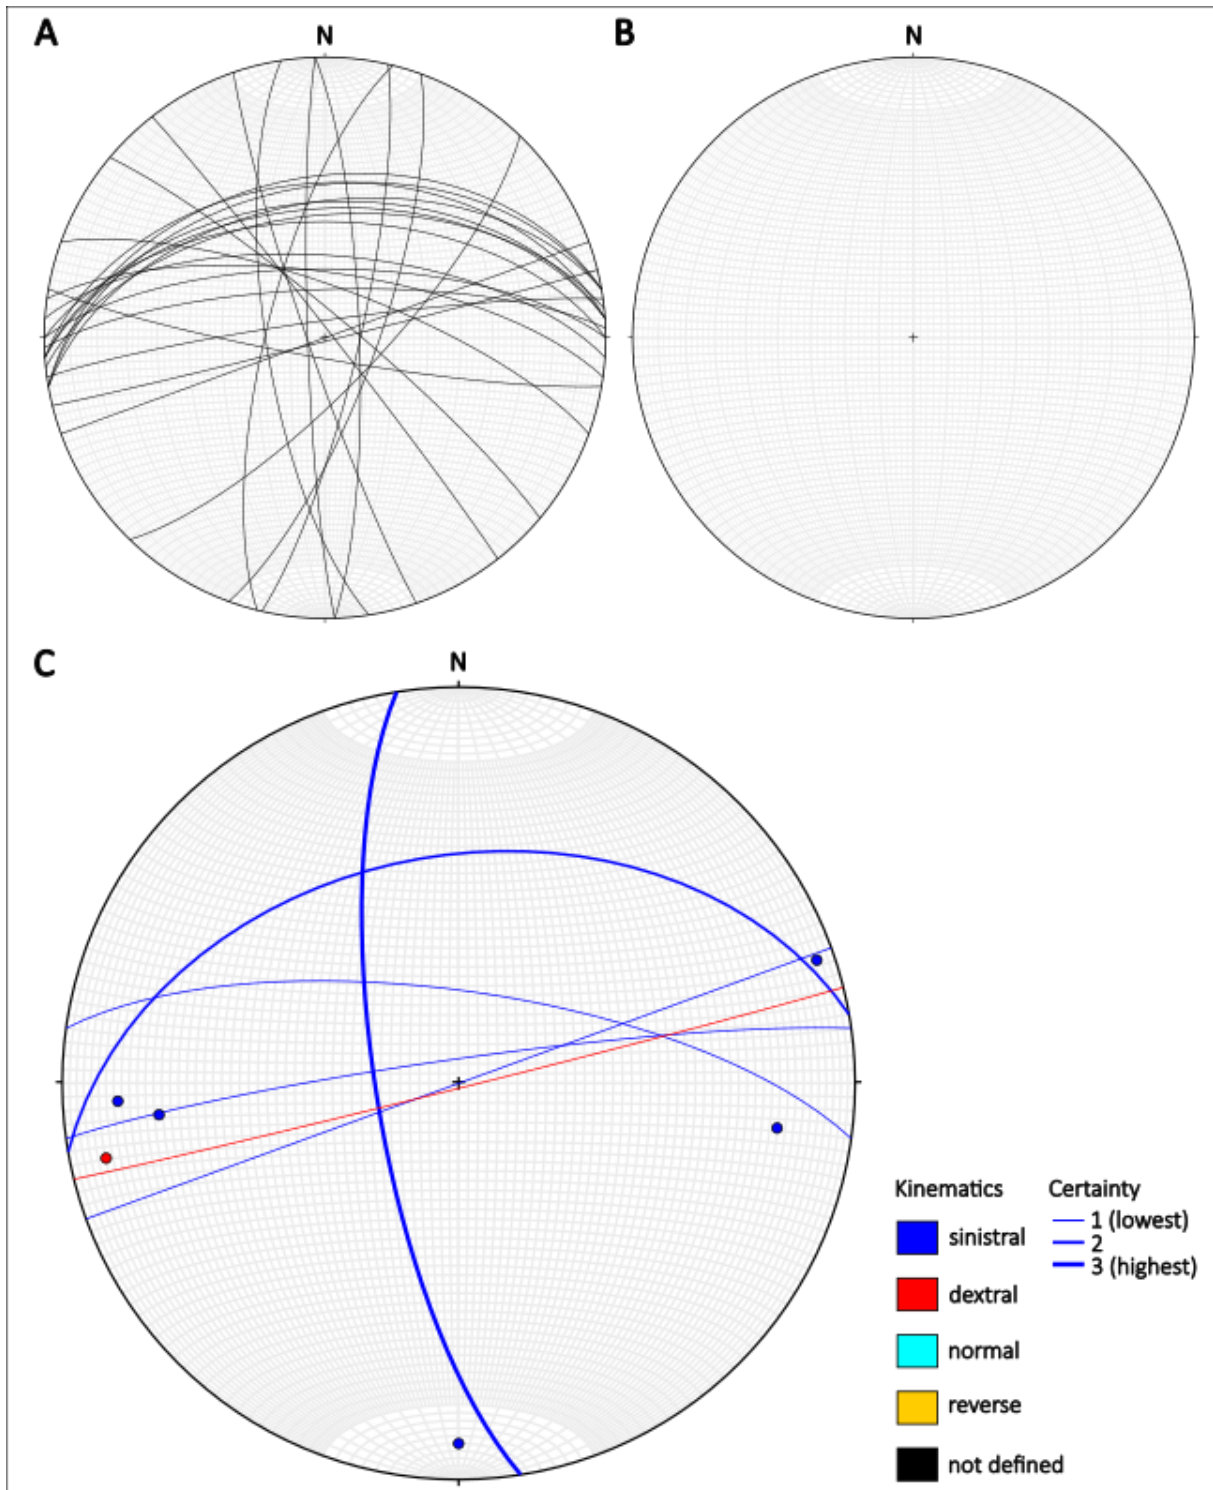 A
N
B
N
C
N
Kinematics
Certainty
1 (lowest)
2
3 (highest)
sinistral
dextral
normal
reverse
not defined